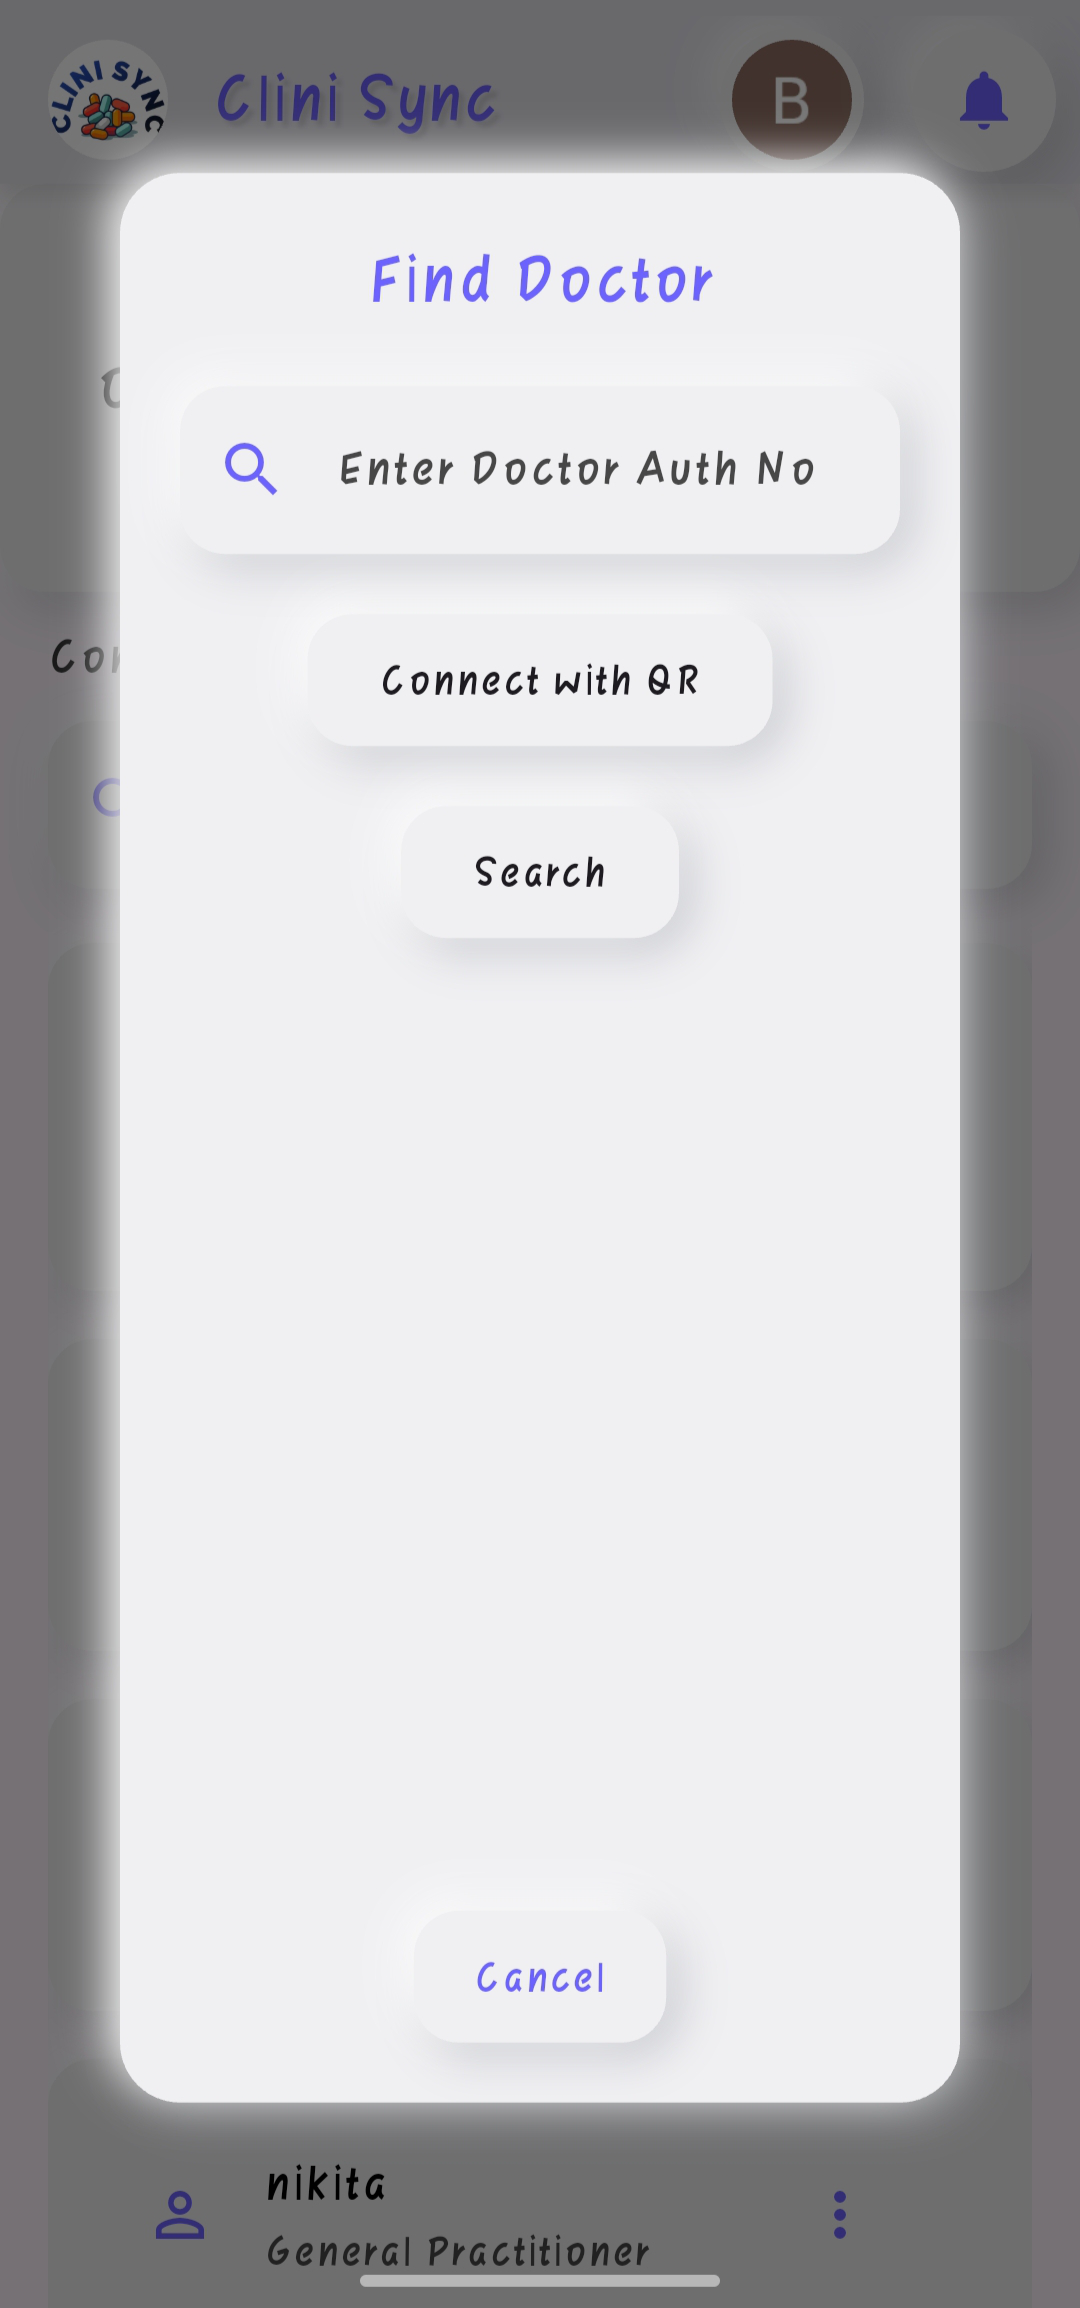 CLINI SYNC
Clini Sync
B
Find Doctor
Enter Doctor Auth No
Connect with QR
Search
Cancel
nikita
General Practitioner